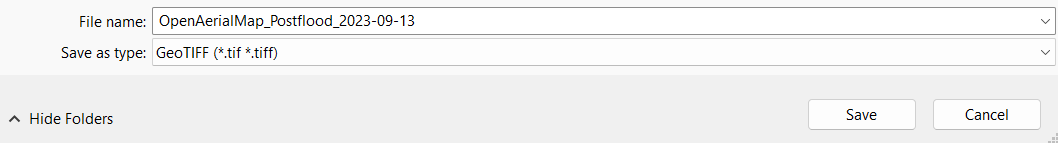 File name: OpenAerialMap_Postflood_2023-09-13
Save as type: GeoTIFF (*.tif *.tiff)
Hide Folders Save Cancel